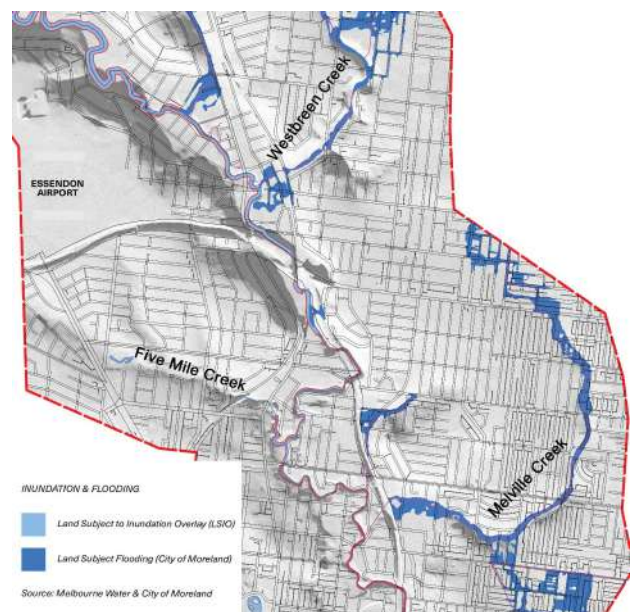 Westbreen Creek
ESSENDON
AIRPORT
Five Mile Creek
Melville Creek
INUNDATION & FLOODING
Land Subject to Inundation Overlay (LSIO)
Land Subject Flooding (City of Moreland)
Source: Melbourne Water & City of Moreland